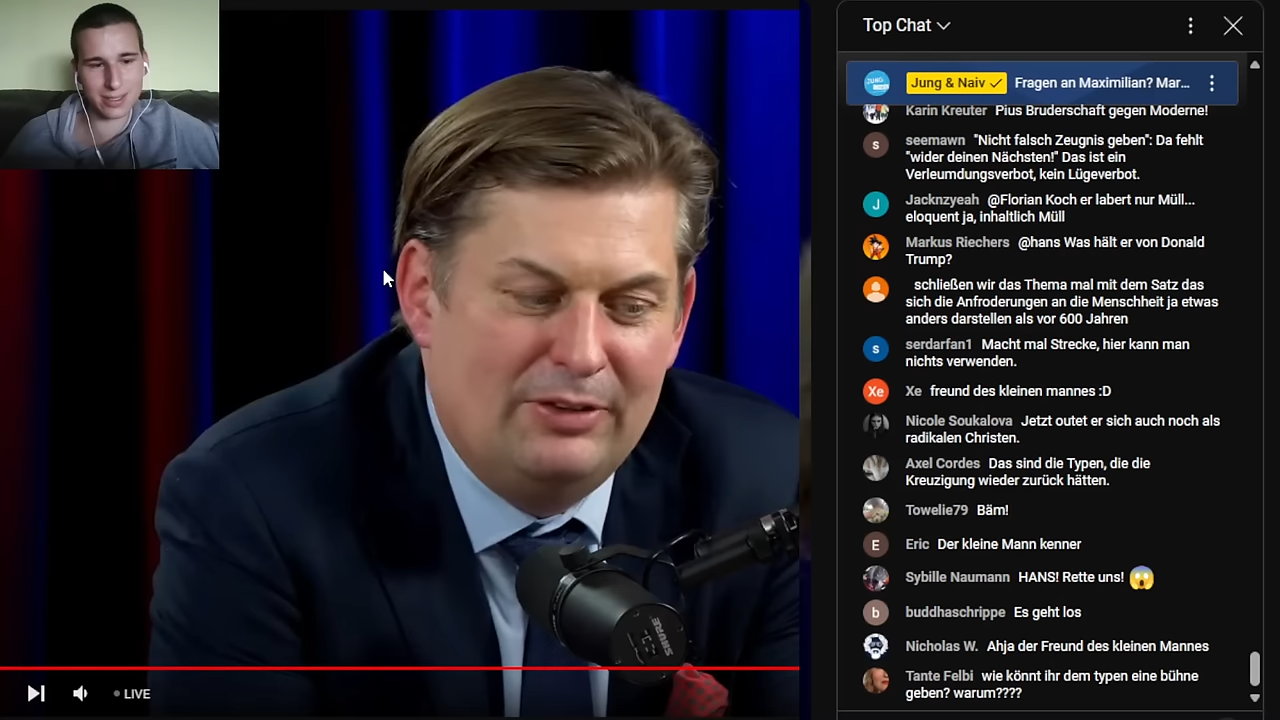 Top Chat
Jung & Naiv Fragen an Maximilian? Mar...
Karin Kreuter Pius Bruderschaft gegen Moderne!
s seemawn "Nicht falsch Zeugnis geben": Da fehlt
"wider deinen Nächsten!" Das ist ein
Verleumdungsverbot, kein Lügeverbot.
J Jacknzyeah @Florian Koch er labert nur Müll...
eloquent ja, inhaltlich Müll
Markus Riechers @hans Was hält er von Donald
Trump?
schließen wir das Thema mal mit dem Satz das
sich die Anfroderungen an die Menschheit ja etwas
anders darstellen als vor 600 Jahren
s serdarfan1 Macht mal Strecke, hier kann man
nichts verwenden.
Xe Xe freund des kleinen mannes :D
Nicole Soukalova Jetzt outet er sich auch noch als
radikalen Christen.
Axel Cordes Das sind die Typen, die die
Kreuzigung wieder zurück hätten.
Towelie79 Bäm!
E Eric Der kleine Mann kenner
Sybille Naumann HANS! Rette uns! 😱
b buddhaschrippe Es geht los
Nicholas W. Ahja der Freund des kleinen Mannes
Tante Felbi wie könnt ihr dem typen eine bühne
geben? warum????
SHURE
LIVE